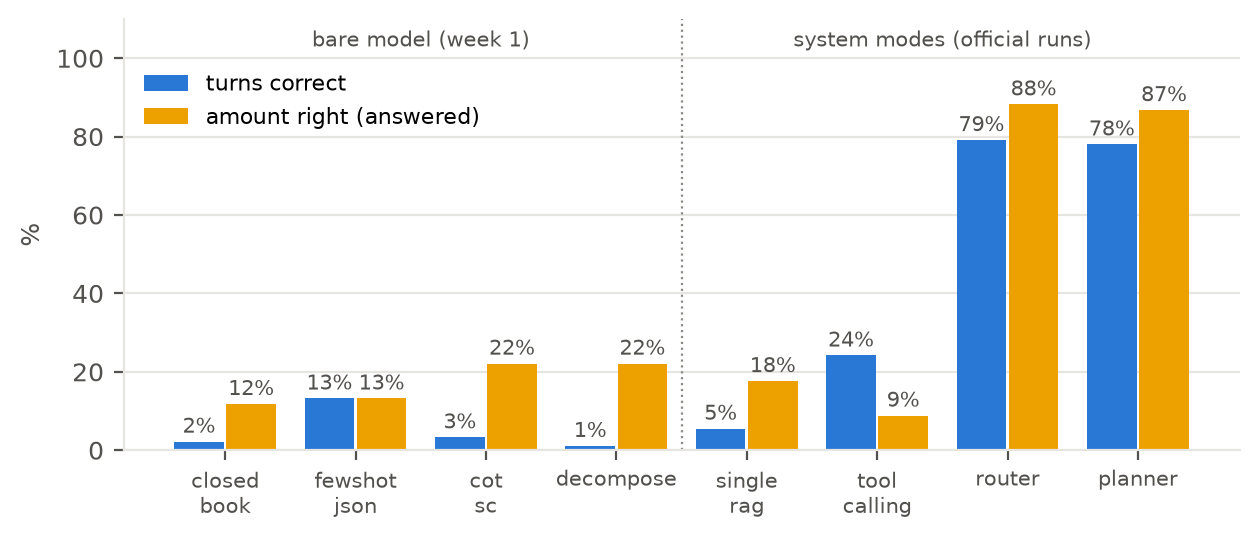 bare model (week 1)
system modes (official runs)
100
80
60
40
20
0
%
turns correct
amount right (answered)
2%
12%
13%
13%
3%
22%
1%
22%
5%
18%
24%
9%
79%
88%
78%
87%
closed
book
fewshot
json
cot
sc
decompose
single
rag
tool
calling
router
planner